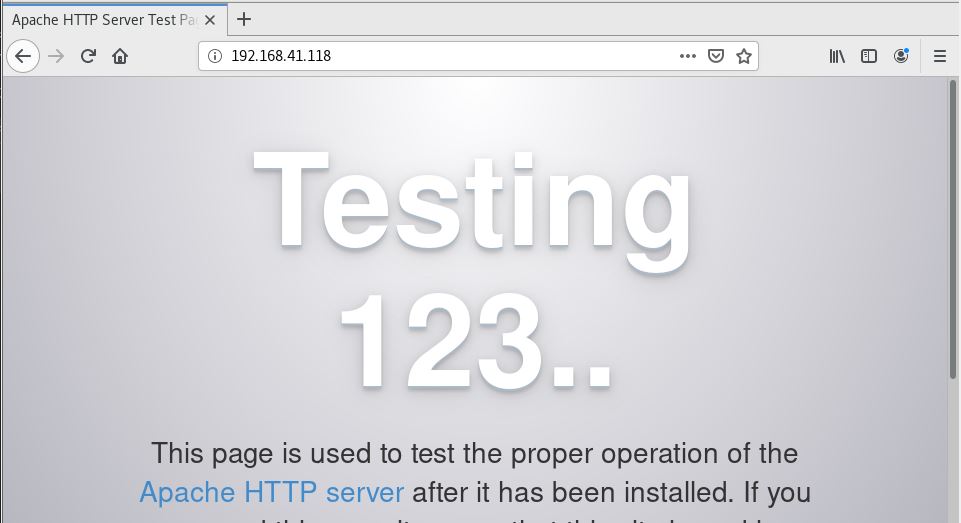 Apache HTTP Server Test Pa
192.168.41.118
Testing
123..
This page is used to test the proper operation of the
Apache HTTP server after it has been installed. If you